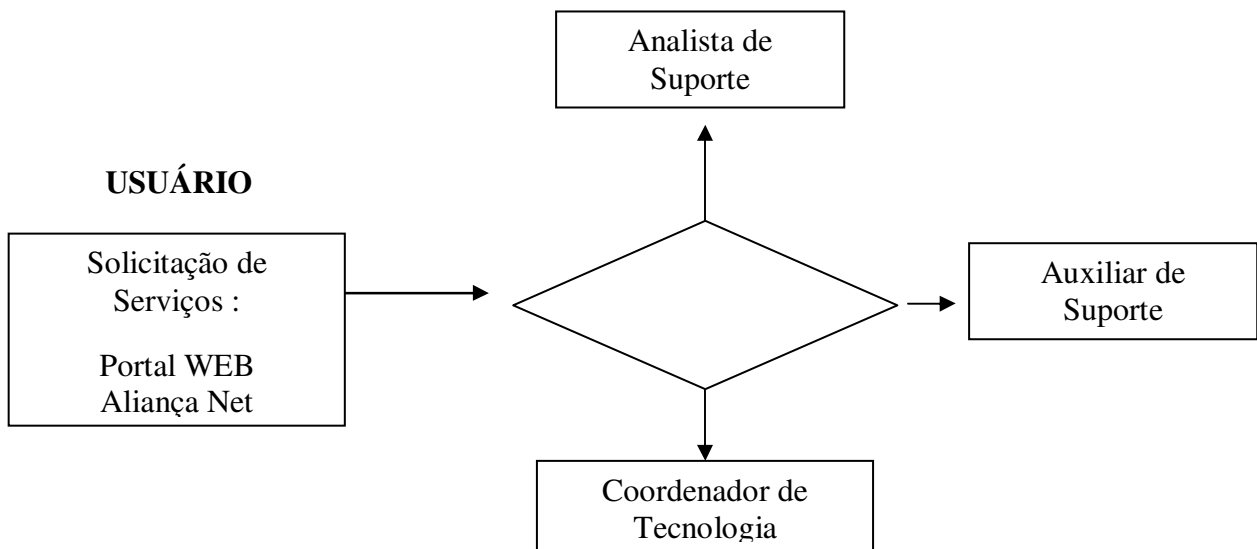 Analista de
Suporte
USUÁRIO
Solicitação de
Serviços :
Portal WEB
Aliança Net
Auxiliar de
Suporte
Coordenador de
Tecnologia